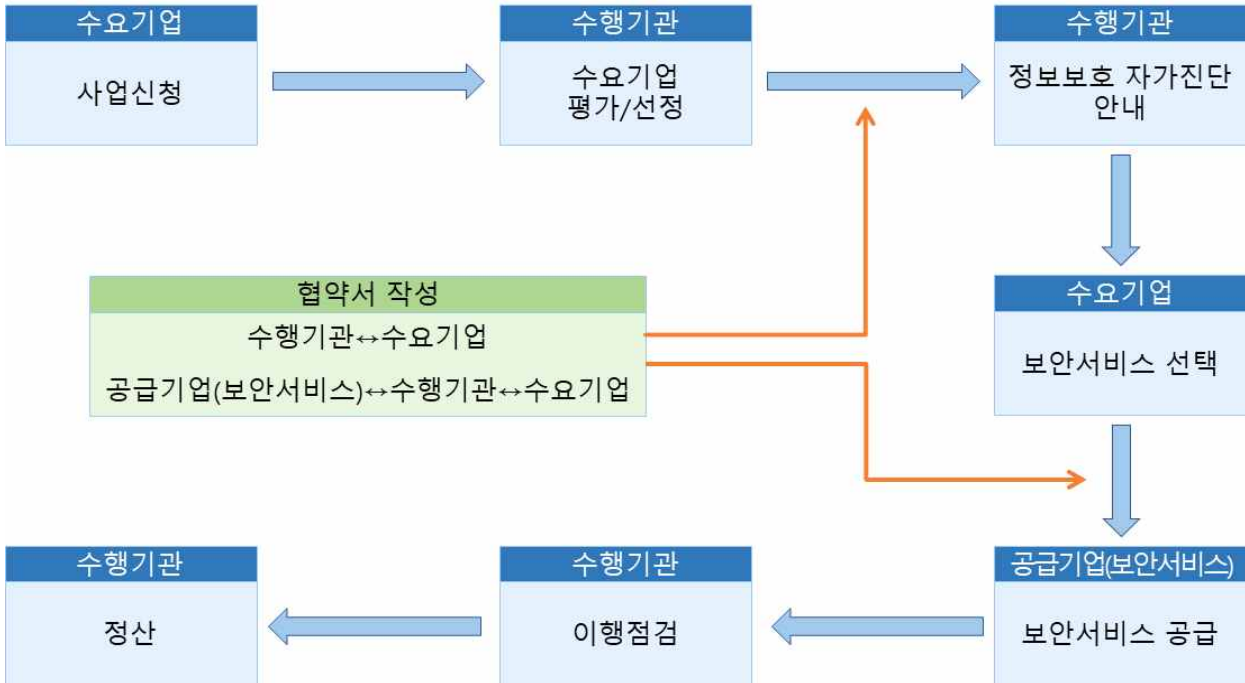 수요기업
사업신청
수행기관
수요기업
평가/선정
수행기관
정보보호 자가진단
안내
협약서 작성
수행기관↔수요기업
공급기업(보안서비스)↔수행기관↔수요기업
수요기업
보안서비스 선택
공급기업(보안서비스)
보안서비스 공급
수행기관
이행점검
수행기관
정산